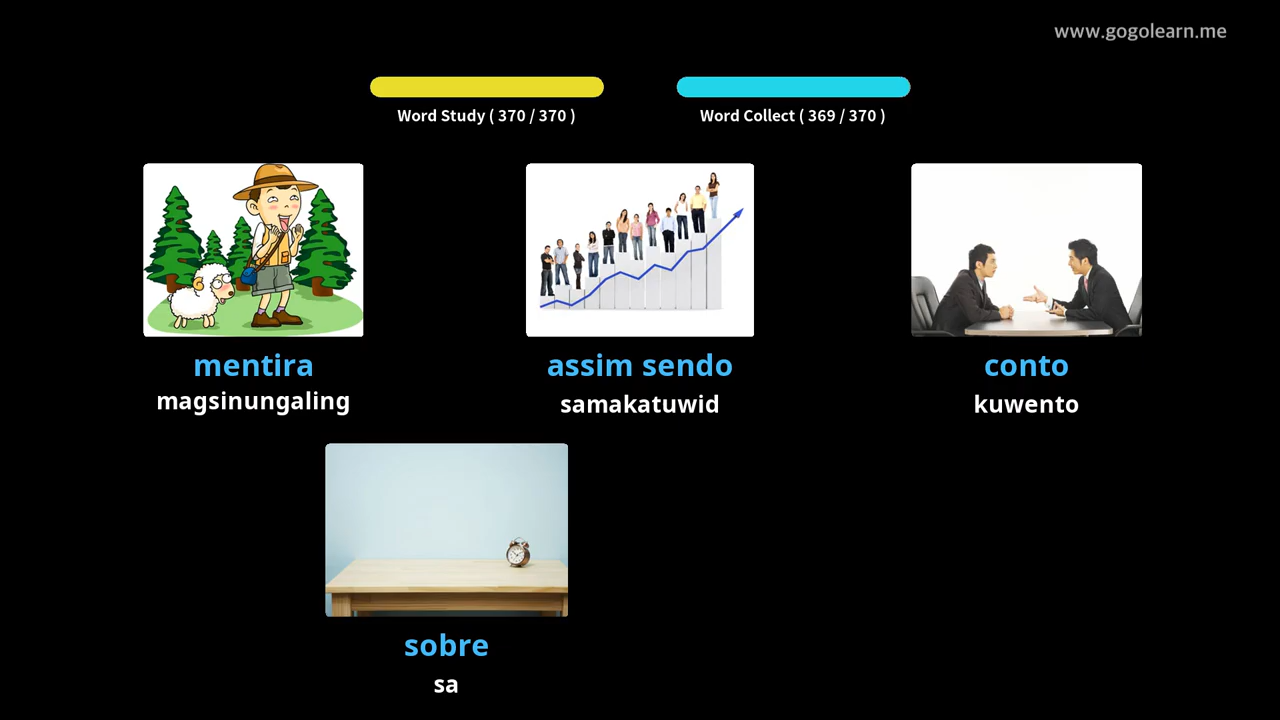 www.gogolearn.me
Word Study ( 370 / 370 )
Word Collect ( 369 / 370 )
mentira
magsinungaling
assim sendo
samakatuwid
conto
kuwento
sobre
sa